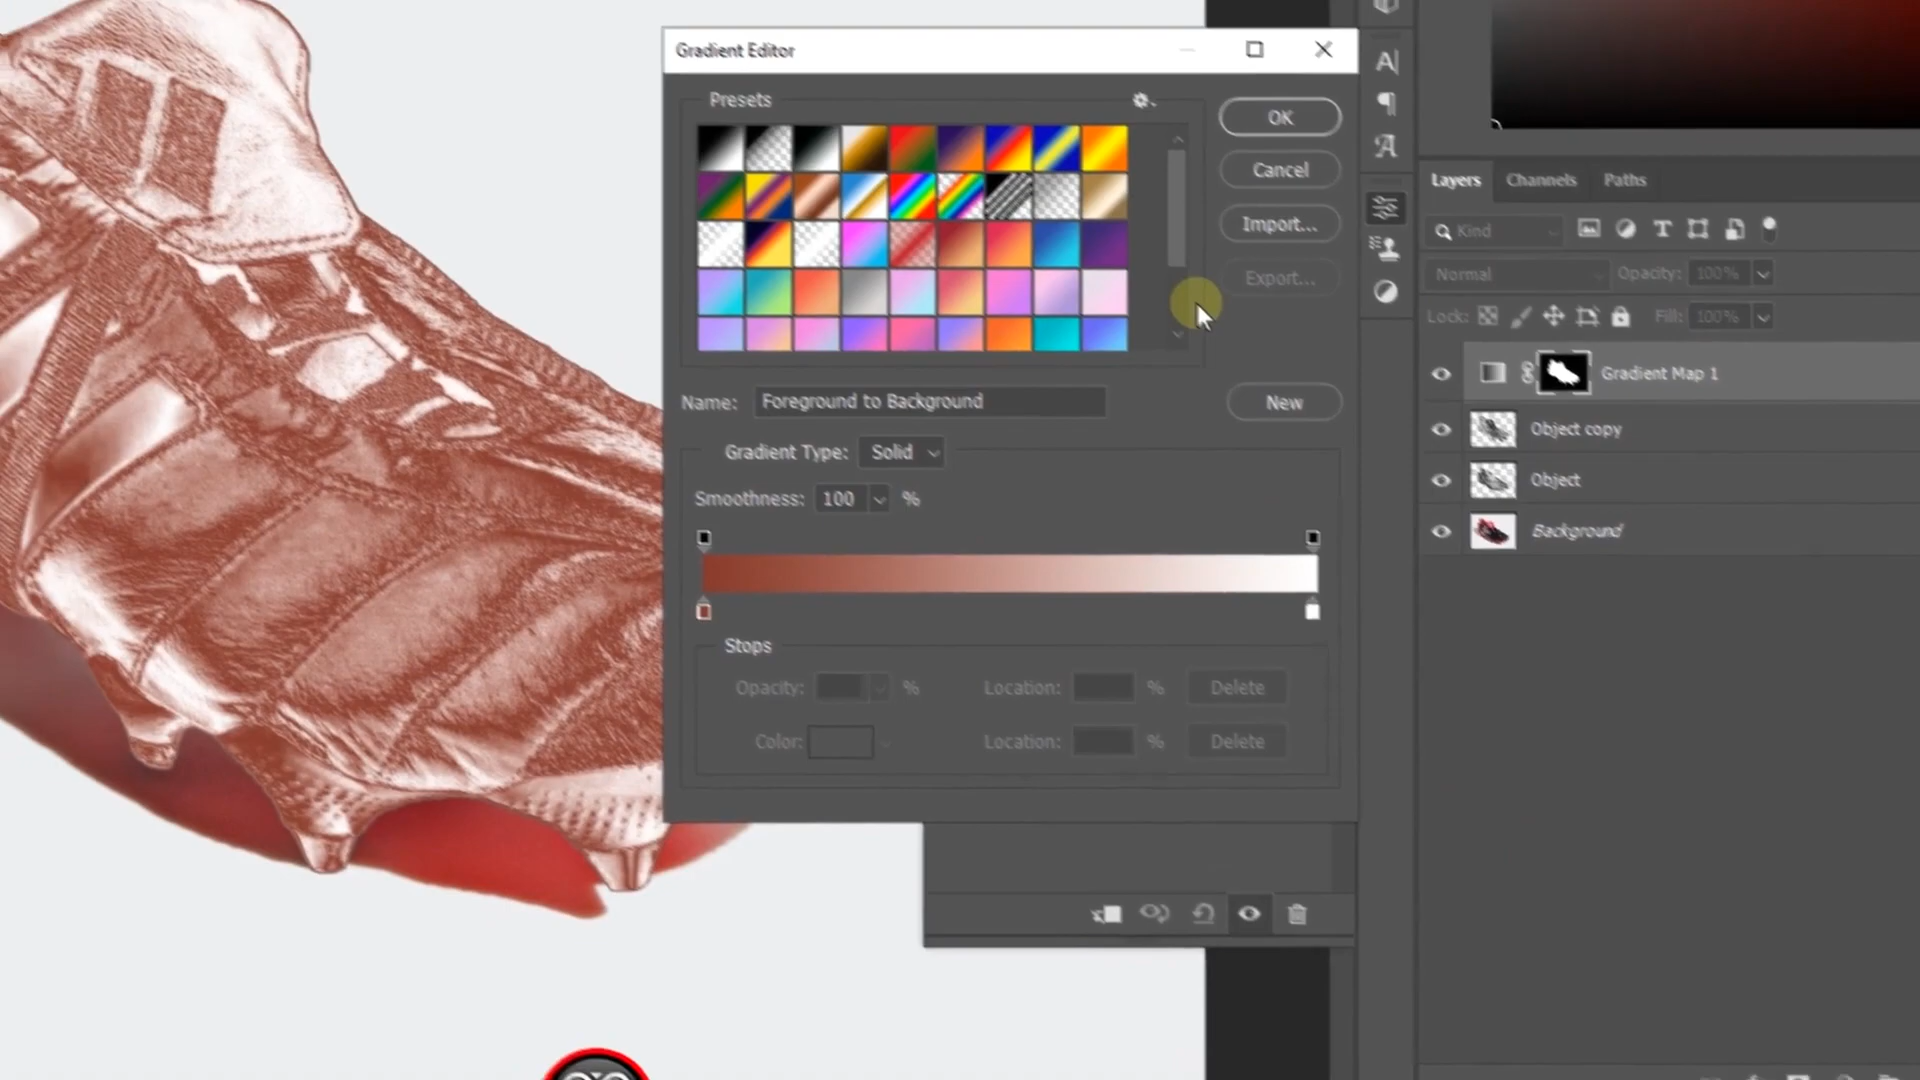 Gradient Editor
Presets
OK
Cancel
Import...
Export...
Name: Foreground to Background
New
Gradient Type: Solid
Smoothness: 100 %
Stops
Opacity: % Location: % Delete
Color: Location: % Delete
Layers Channels Paths
Kind
Normal Opacity: 100%
Lock: Fill: 100%
Gradient Map 1
Object copy
Object
Background